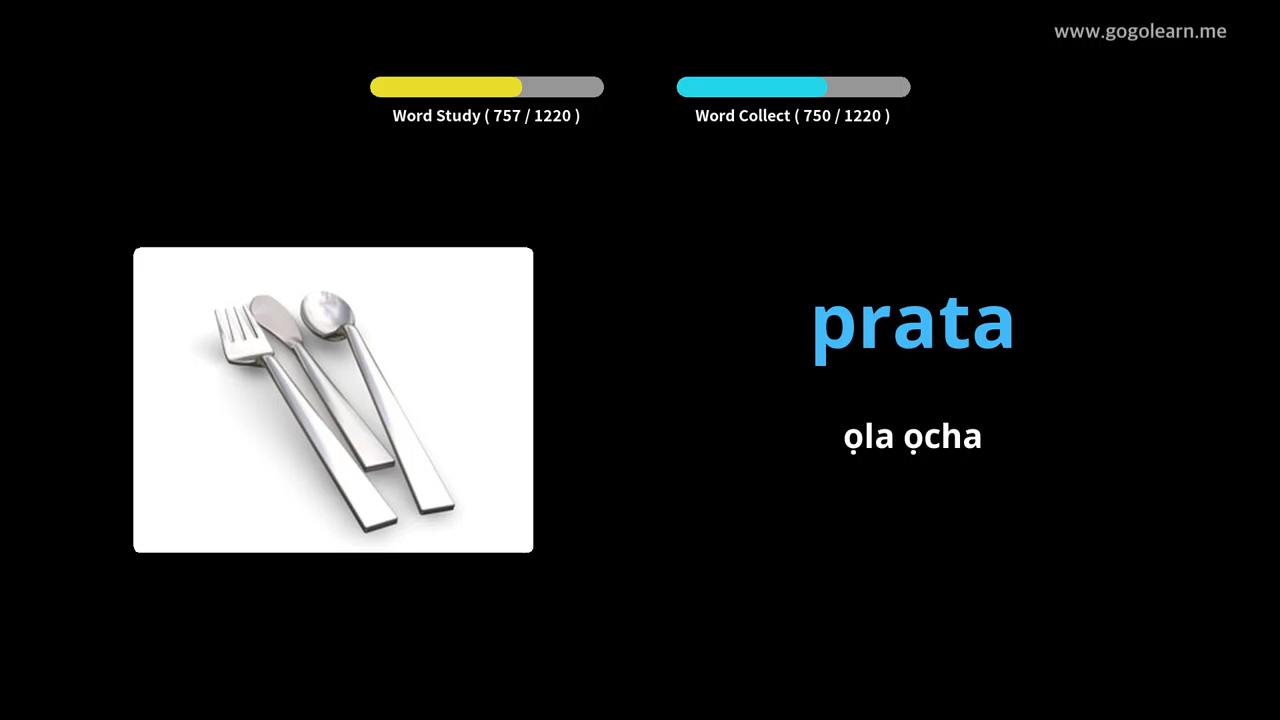 www.gogolearn.me
Word Study ( 757 / 1220 )
Word Collect ( 750 / 1220 )
prata
ọla ọcha